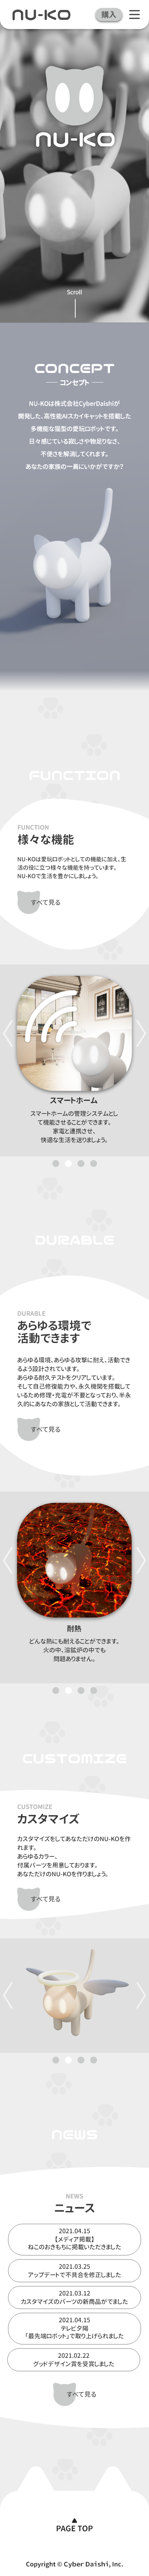 NU-KO
購入
NU-KO
Scroll
CONCEPT
コンセプト
NU-KOは株式会社CyberDaishiが
開発した、高性能AIスカイキャットを搭載した
多機能な猫型の愛玩ロボットです。
日々感じている寂しさや物足りなさ、
不便さを解消してくれます。
あなたの家族の一員にいかがですか？
FUNCTION
FUNCTION
様々な機能
NU-KOは愛玩ロボットとしての機能に加え、生
活の役に立つ様々な機能を持っています。
NU-KOで生活を豊かにしましょう。
すべて見る
スマートホーム
スマートホームの管理システムとし
て機能させることができます。
家電と連携させ、
快適な生活を送りましょう。
DURABLE
DURABLE
あらゆる環境で
活動できます
あらゆる環境、あらゆる攻撃に耐え、活動でき
るよう設計されています。
あらゆる耐久テストをクリアしています。
そして自己修復能力や、永久機関を搭載して
いるため修理・充電が不要となっており、半永
久的にあなたの家族として活動できます。
すべて見る
耐熱
どんな熱にも耐えることができます。
火の中、溶鉱炉の中でも
問題ありません。
CUSTOMIZE
CUSTOMIZE
カスタマイズ
カスタマイズをしてあなただけのNU-KOを作
れます。
あらゆるカラー、
付属パーツを用意しております。
あなただけのNU-KOを作りましょう。
すべて見る
NEWS
NEWS
ニュース
2021.04.15
【メディア掲載】
ねこのおきもちに掲載いただきました
2021.03.25
アップデートで不具合を修正しました
2021.03.12
カスタマイズのパーツの新商品がでました
2021.04.15
テレビ夕陽
「最先端ロボット」で取り上げられました
2021.02.22
グッドデザイン賞を受賞しました
すべて見る
PAGE TOP
Copyright © Cyber Daishi, Inc.